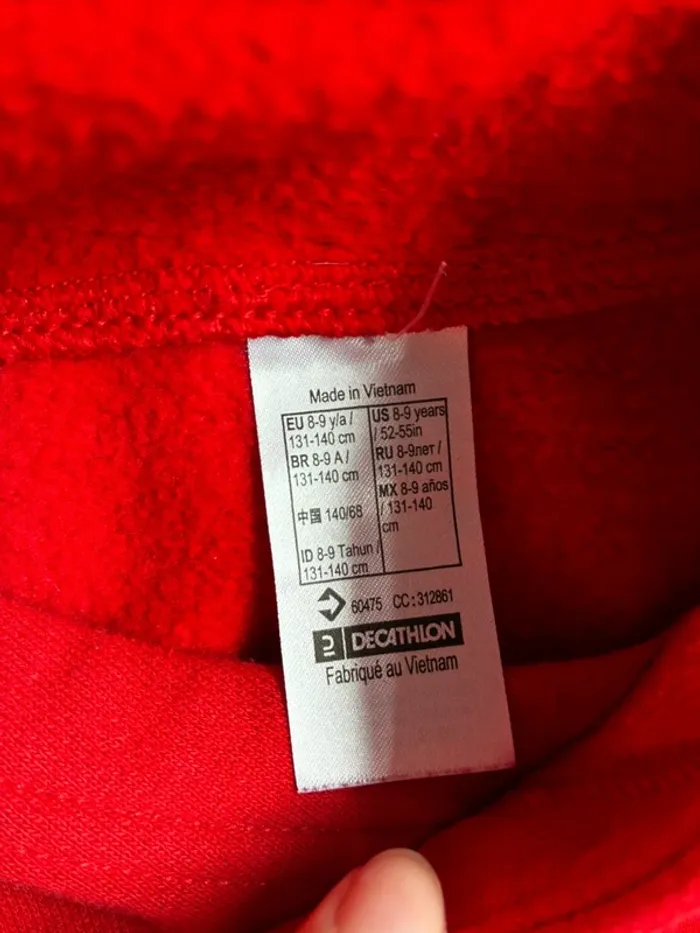 Made in Vietnam
EU 8-9 y/a /
131-140 cm
BR 8-9 A /
131-140 cm
中国 140/68
ID 8-9 Tahun /
131-140 cm
US 8-9 years
/ 52-55in
RU 8-9лет /
131-140 cm
MX 8-9 años
/ 131-140
cm
60475 CC:312861
DECATHLON
Fabriqué au Vietnam